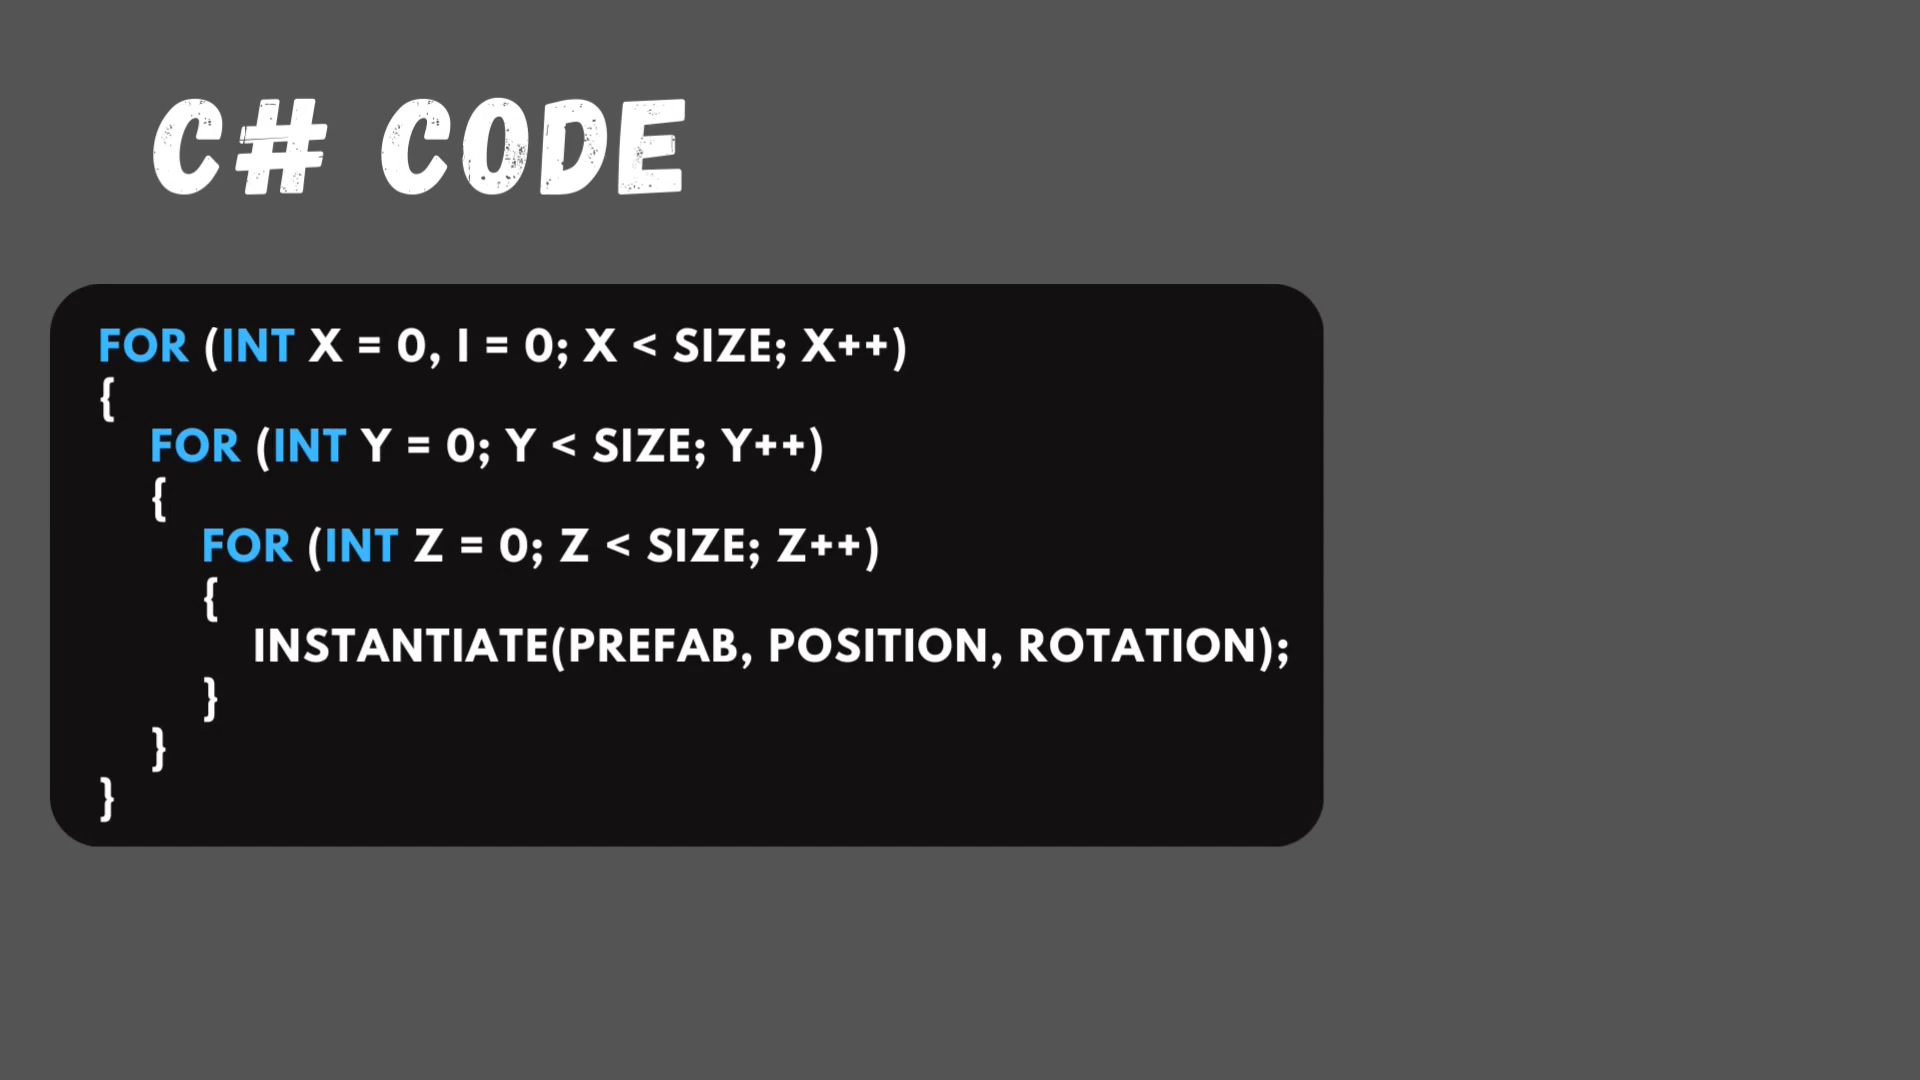 C# CODE
FOR (INT X = 0, I = 0; X < SIZE; X++)
{
FOR (INT Y = 0; Y < SIZE; Y++)
{
FOR (INT Z = 0; Z < SIZE; Z++)
{
INSTANTIATE(PREFAB, POSITION, ROTATION);
}
}
}